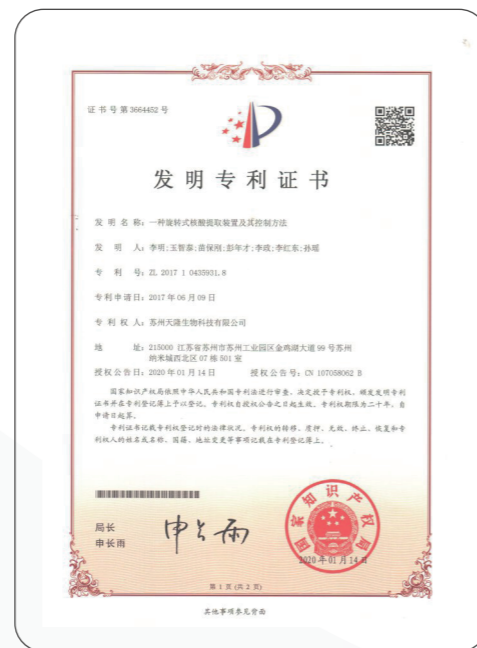 证书号第3664452号
发明专利证书
发明名称：一种旋转式核酸提取装置及其控制方法
发明人：李明;玉智泰;苗保刚;彭年才;李政;李红东;孙瑶
专利号：ZL 2017 1 0435931.8
专利申请日：2017年06月09日
专利权人：苏州天隆生物科技有限公司
地址：215000 江苏省苏州市苏州工业园区金鸡湖大道99号苏州
纳米城西北区07栋501室
授权公告日：2020年01月14日 授权公告号：CN 107058062 B
国家知识产权局依照中华人民共和国专利法进行审查，决定授予专利权，颁发发明专利
证书并在专利登记簿上予以登记。专利权自授权公告之日起生效。专利权期限为二十年，自
申请日起算。
专利证书记载专利权登记时的法律状况。专利权的转移、质押、无效、终止、恢复和专
利权人的姓名或名称、国籍、地址变更等事项记载在专利登记簿上。
局长
申长雨
申长雨
国家知识产权局
2020年01月14日
第1页(共2页)
其他事项参见背面